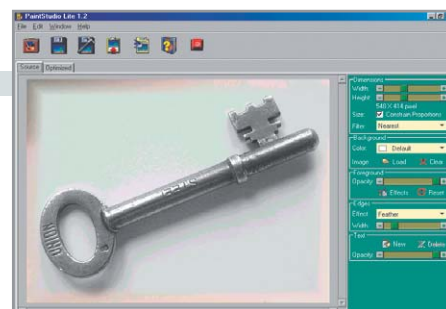 PaintStudio Lite 1.2
File Edit Window Help
Source Optimized
Dimensions
Width:
Height:
540 X 414 pixel
Size: Constrain Proportions
Filter: Nearest
Background
Color: Default
Image: Load Clear
Foreground
Opacity:
Effects Reset
Edges
Effect: Feather
Width:
Text
New Delete
Opacity:
UNION